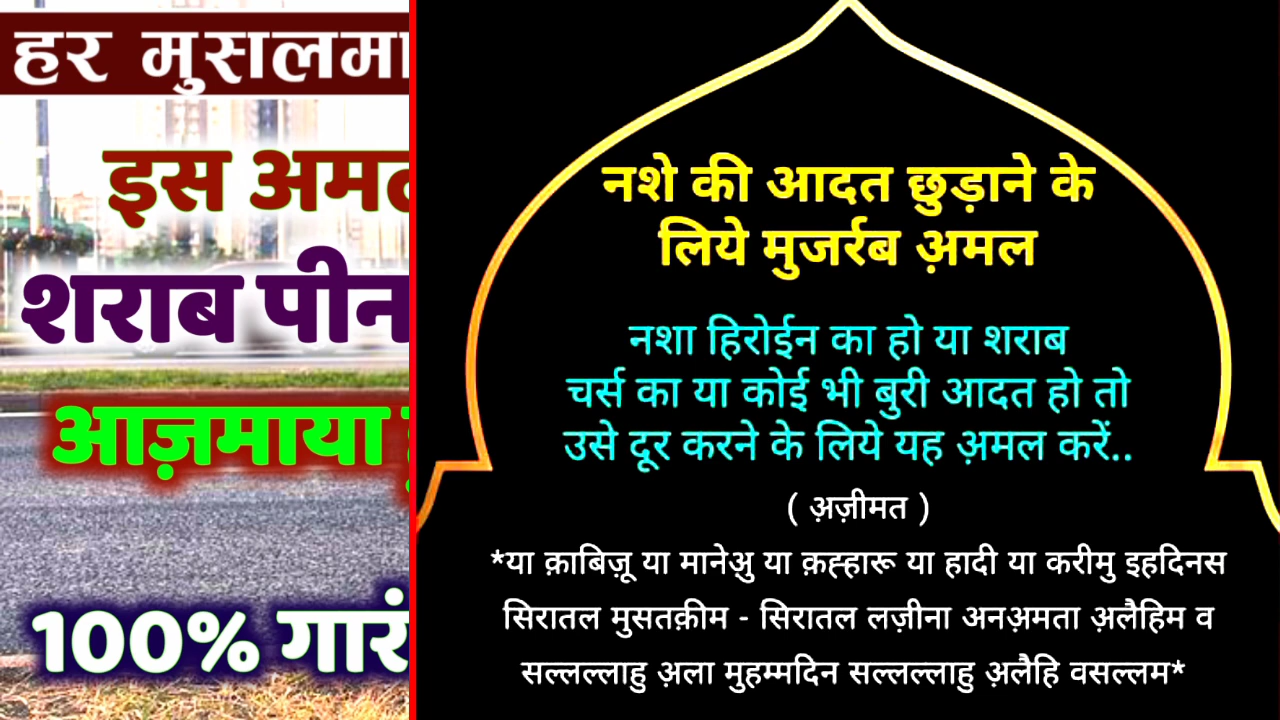 हर
इस
शराब
आज़माया
100%
नशे की आदत छुड़ाने के
लिये मुजर्रब अ़मल
नशा हिरोईन का हो या शराब
चर्स का या कोई भी बुरी आदत हो तो
उसे दूर करने के लिये यह अ़मल करें..
( अ़ज़ीमत )
*या क़ाबिज़ू या मानेअु़ या क़ह्हारू या हादी या करीमु इहदिनस
सिरातल मुसतक़ीम - सिरातल लज़ीना अनअ़मता अ़लैहिम व
सल्लल्लाहु अ़ला मुहम्मदिन सल्लल्लाहु अ़लैहि वसल्लम*